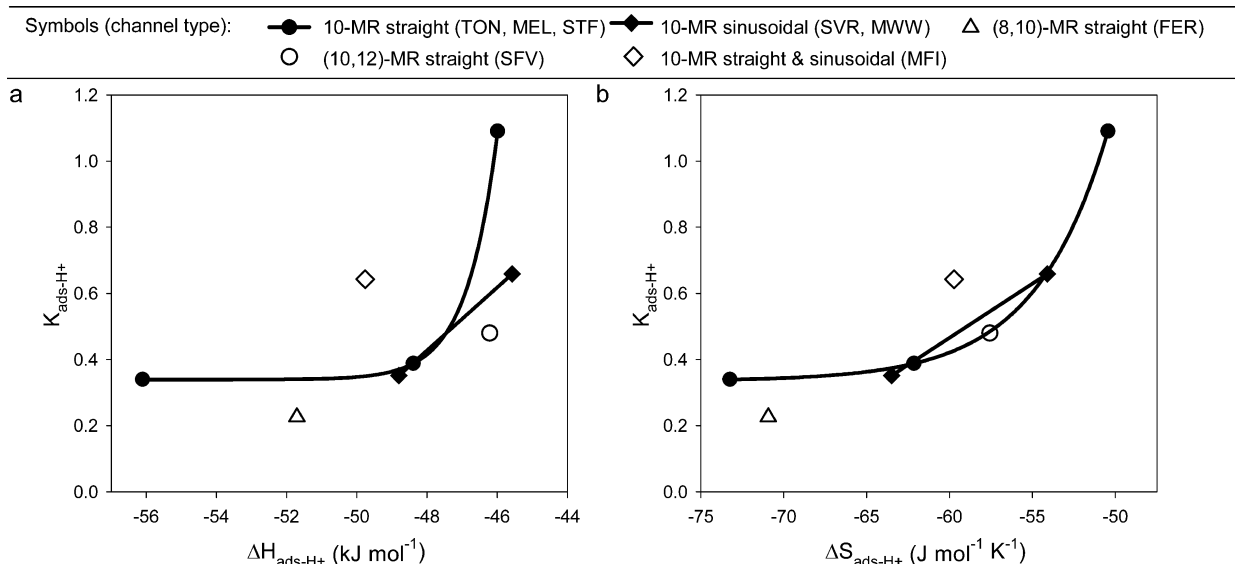 Symbols (channel type): 10-MR straight (TON, MEL, STF) 10-MR sinusoidal (SVR, MWW) (8,10)-MR straight (FER)
(10,12)-MR straight (SFV) 10-MR straight & sinusoidal (MFI)
a
1.2
1.0
0.8
0.6
0.4
0.2
0.0
K_ads-H+
-56 -54 -52 -50 -48 -46 -44
ΔH_ads-H+ (kJ mol⁻¹)
b
1.2
1.0
0.8
0.6
0.4
0.2
0.0
K_ads-H+
-75 -70 -65 -60 -55 -50
ΔS_ads-H+ (J mol⁻¹ K⁻¹)